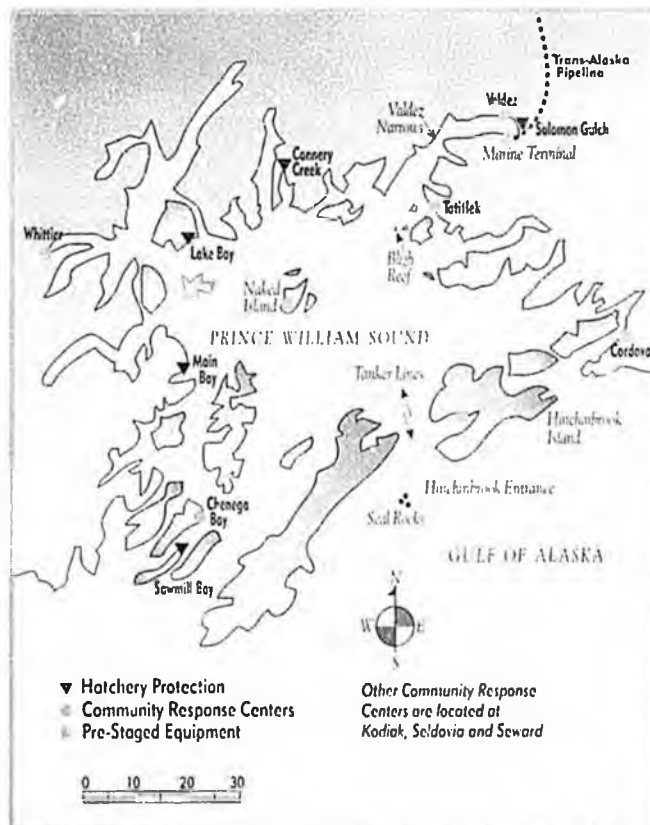 Trans-Alaska
Pipeline
Valdez
Valdez
Narrows
Solomon Gulch
Marine Terminal
Cannery
Creek
Tatitlek
Whittier
Lake Bay
Bligh
Reef
Naked
Island
PRINCE WILLIAM SOUND
Cordova
Main
Bay
Tanker Lanes
Hinchinbrook
Island
Chenega
Bay
Hinchinbrook Entrance
Seal Rocks
Sawmill Bay
GULF OF ALASKA
N
W E
S
Hatchery Protection
Community Response Centers
Pre-Staged Equipment
Other Community Response
Centers are located at
Kodiak, Seldovia and Seward
0 10 20 30